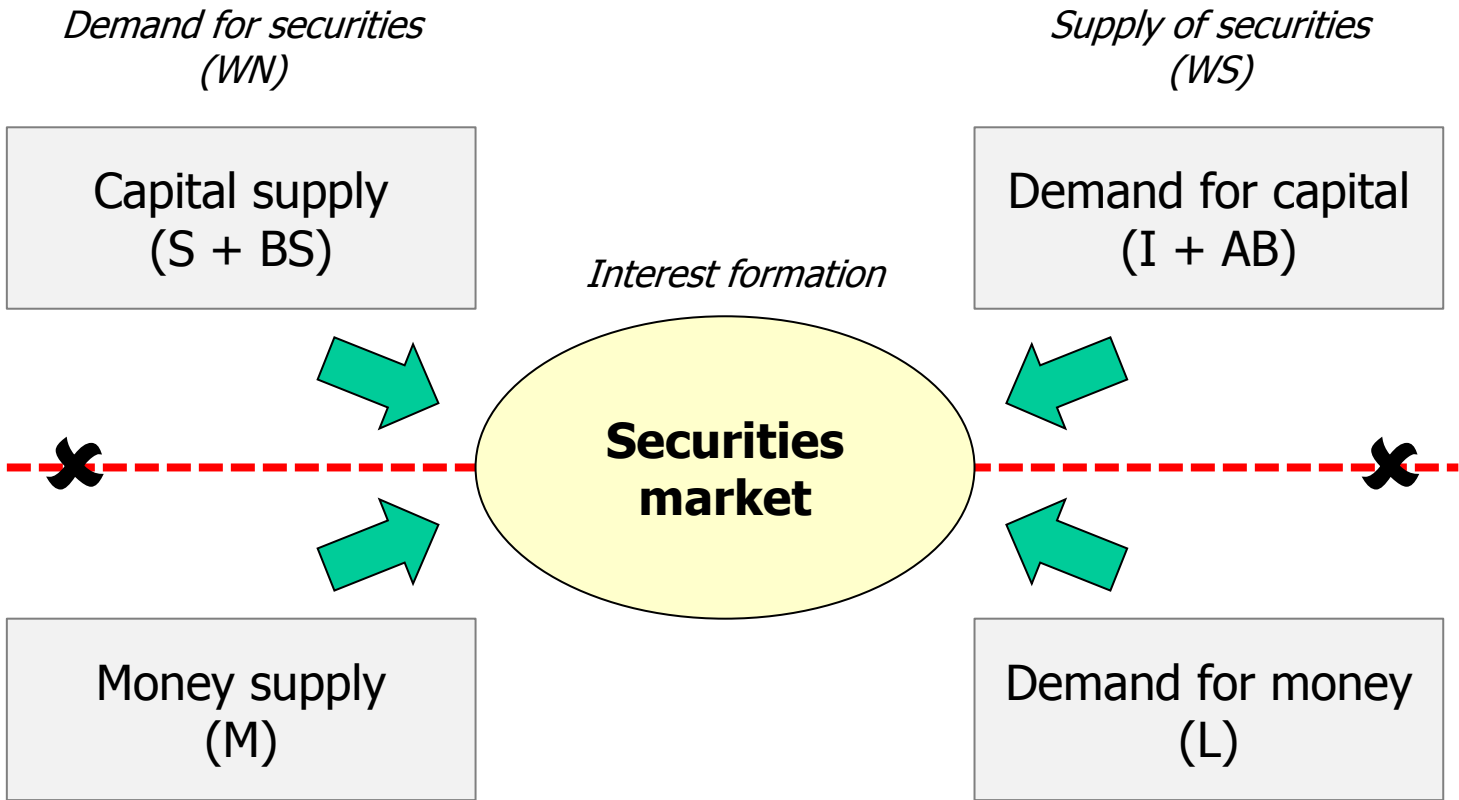 Demand for securities
(WN)
Supply of securities
(WS)
Capital supply
(S + BS)
Demand for capital
(I + AB)
Interest formation
Securities
market
Money supply
(M)
Demand for money
(L)